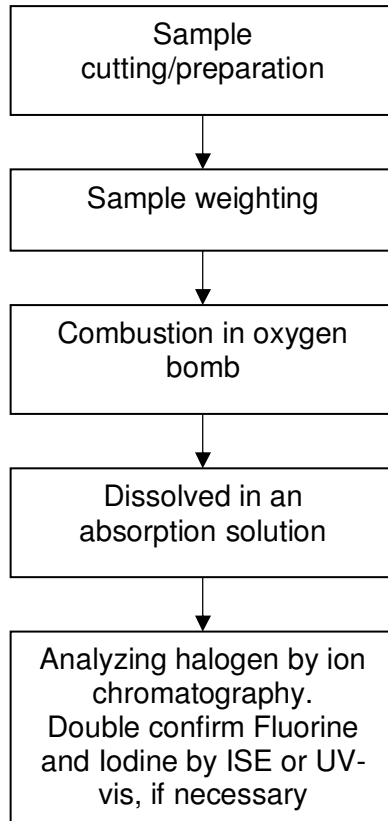 Sample
cutting/preparation
Sample weighting
Combustion in oxygen
bomb
Dissolved in an
absorption solution
Analyzing halogen by ion
chromatography.
Double confirm Fluorine
and Iodine by ISE or UV-
vis, if necessary